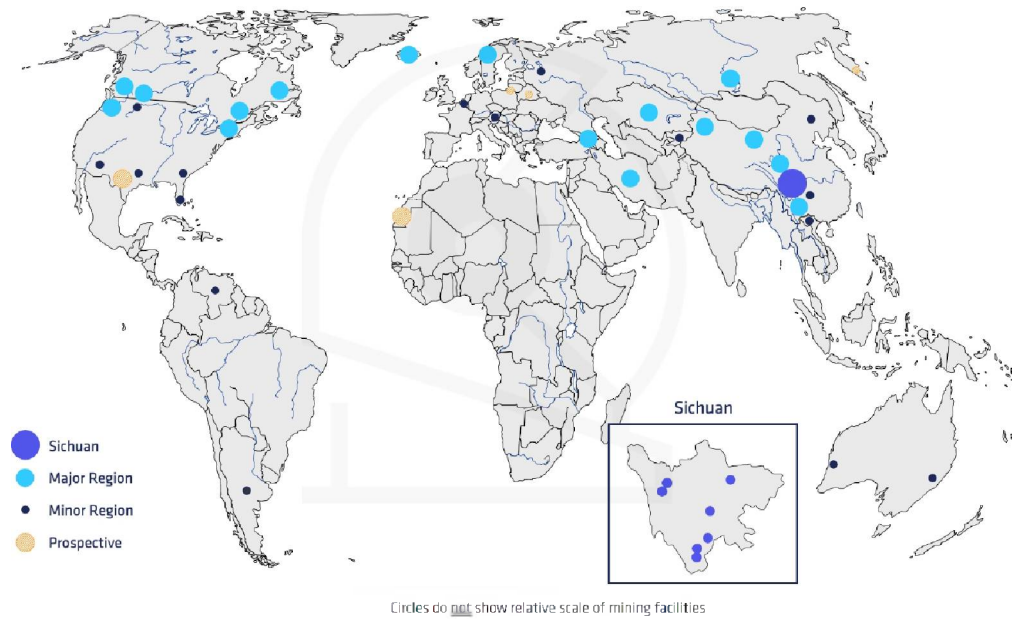 Sichuan
Sichuan
Major Region
Minor Region
Prospective
Circles do not show relative scale of mining facilities